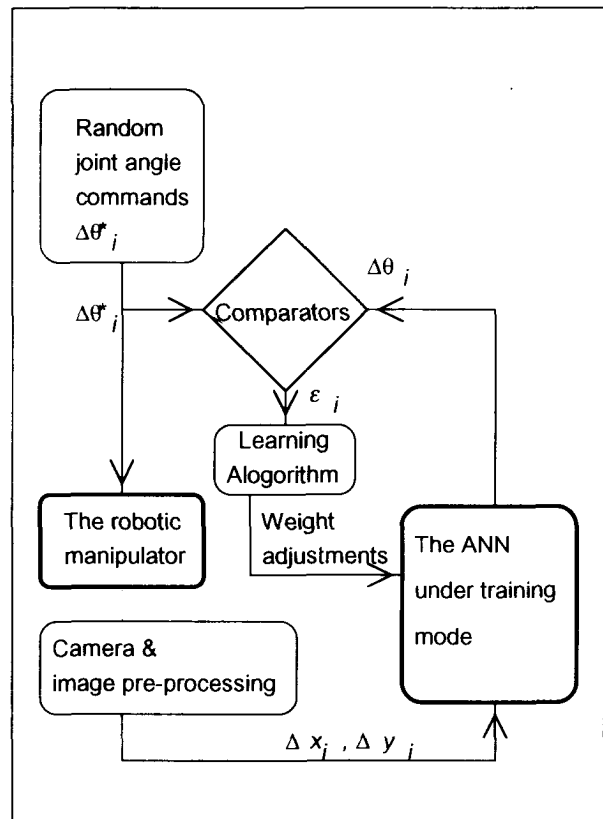 Random
joint angle
commands
Δθ*i
Δθ*i
Δθ i
Comparators
ε i
Learning
Alogorithm
The robotic
manipulator
Weight
adjustments
The ANN
under training
mode
Camera &
image pre-processing
Δ xi , Δ yi